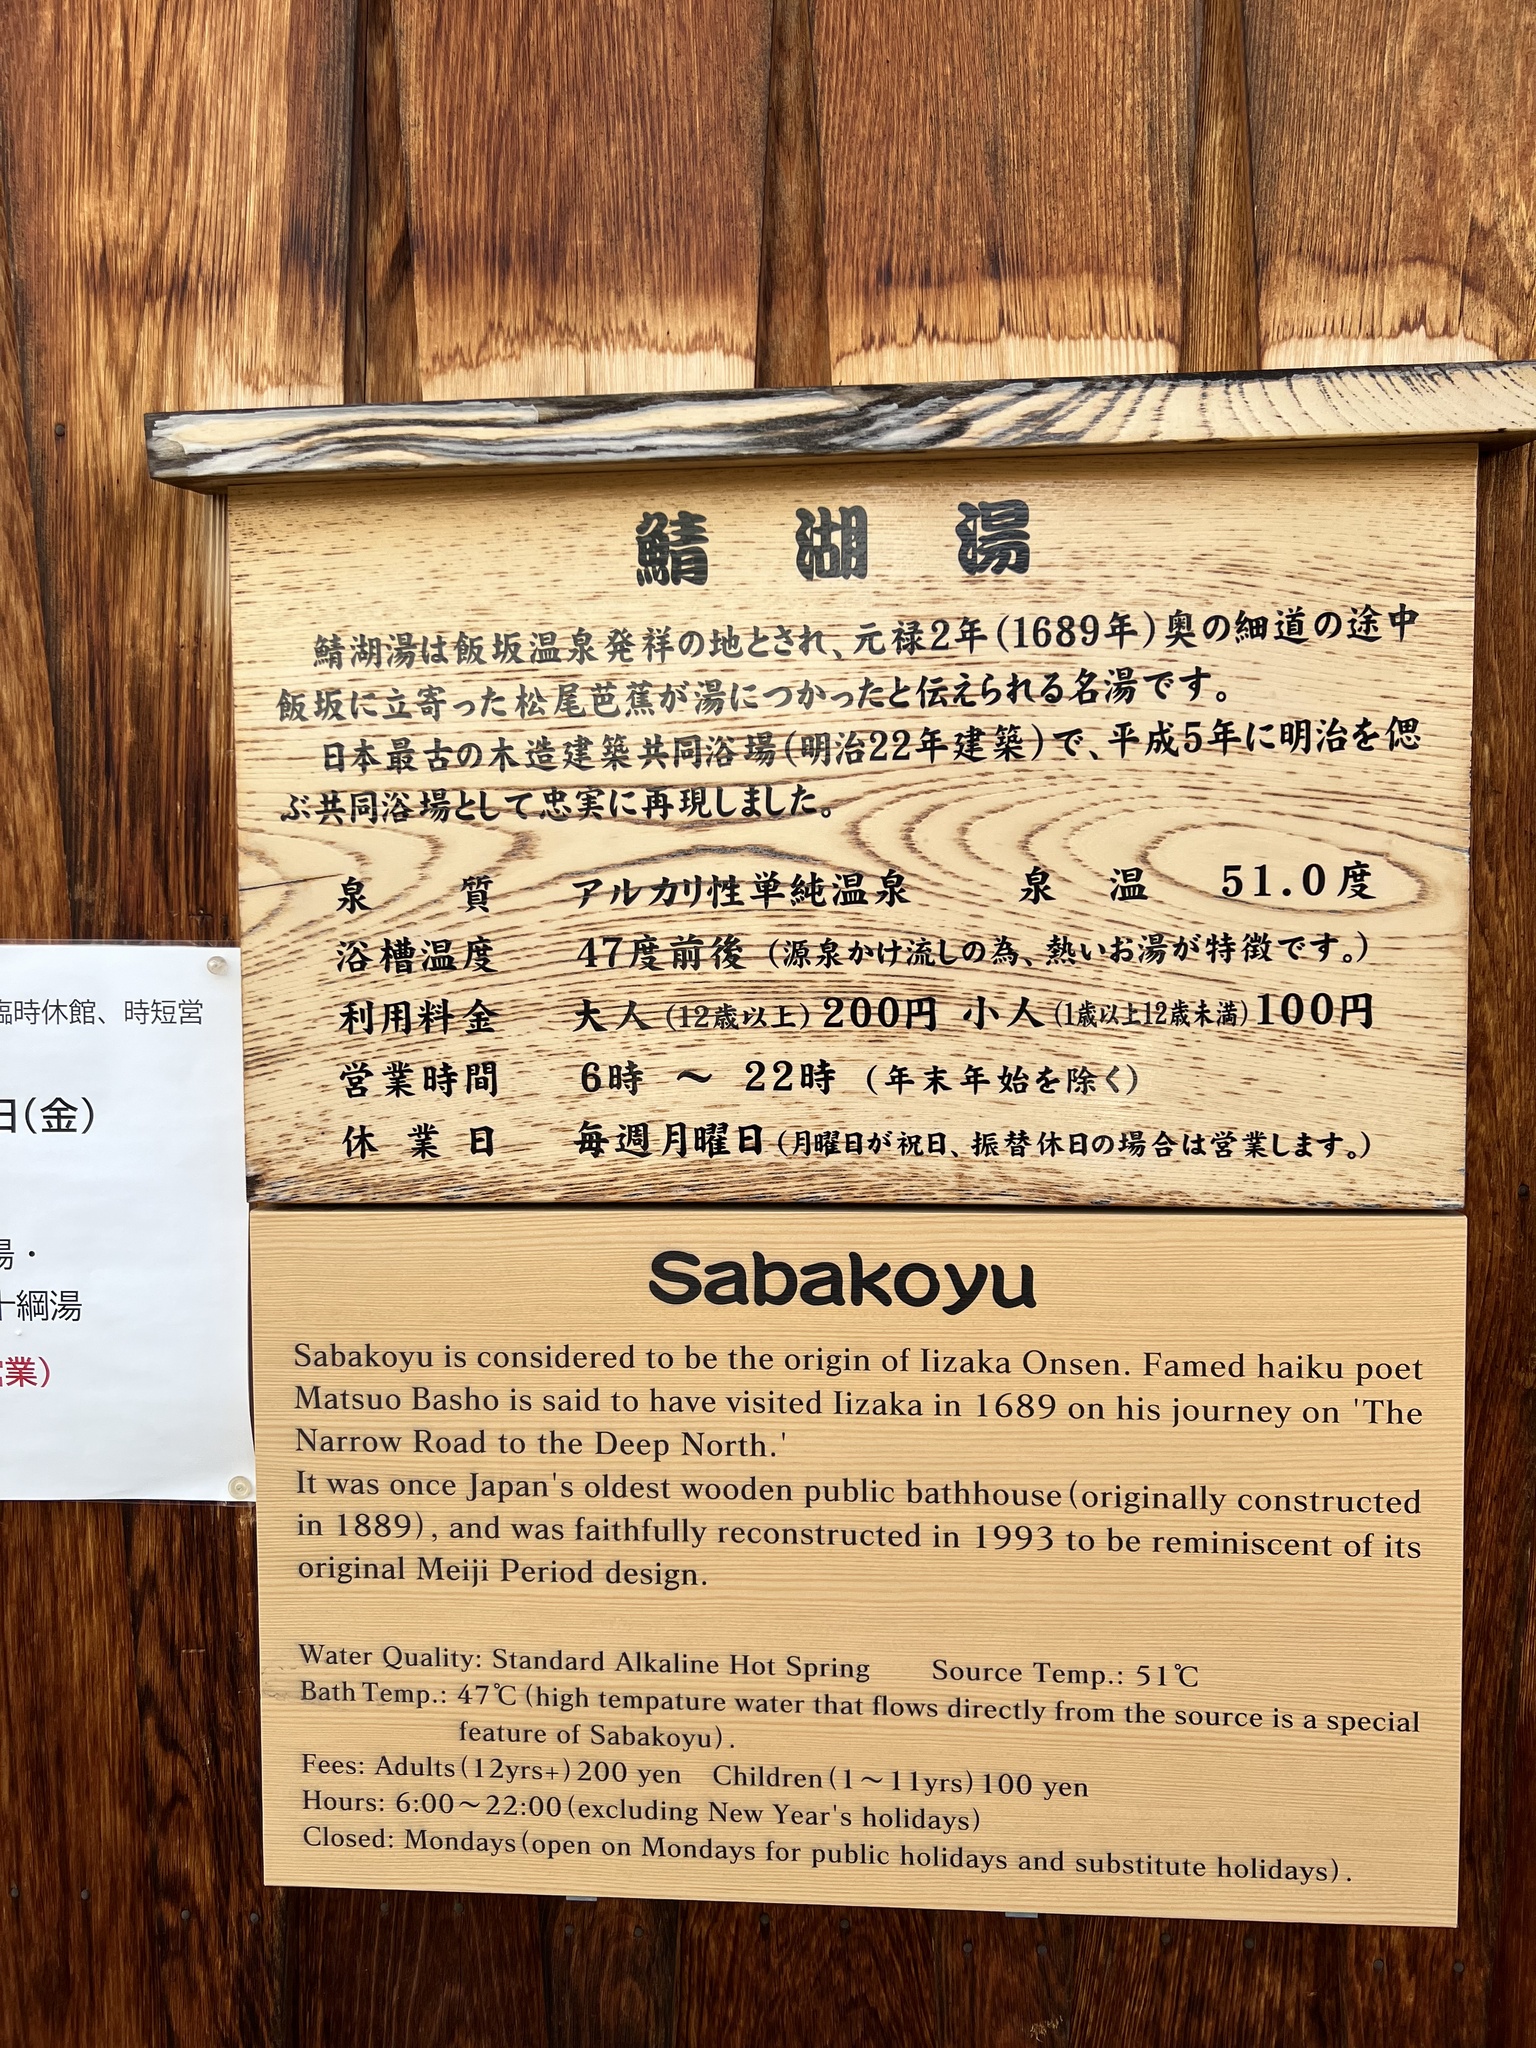 鯖湖湯
鯖湖湯は飯坂温泉発祥の地とされ、元禄2年(1689年)奥の細道の途中
飯坂に立寄った松尾芭蕉が湯につかったと伝えられる名湯です。
日本最古の木造建築共同浴場(明治22年建築)で、平成5年に明治を偲
ぶ共同浴場として忠実に再現しました。
泉質 アルカリ性単純温泉 泉温 51.0度
浴槽温度 47度前後(源泉かけ流しの為、熱いお湯が特徴です。)
利用料金 大人(12歳以上)200円 小人(1歳以上12歳未満)100円
営業時間 6時 〜 22時 (年末年始を除く)
休業日 毎週月曜日(月曜日が祝日、振替休日の場合は営業します。)
臨時休館、時短営
日(金)
湯・
十綱湯
営業)
Sabakoyu
Sabakoyu is considered to be the origin of Iizaka Onsen. Famed haiku poet
Matsuo Basho is said to have visited Iizaka in 1689 on his journey on 'The
Narrow Road to the Deep North.'
It was once Japan's oldest wooden public bathhouse(originally constructed
in 1889), and was faithfully reconstructed in 1993 to be reminiscent of its
original Meiji Period design.
Water Quality: Standard Alkaline Hot Spring Source Temp.: 51℃
Bath Temp.: 47℃(high tempature water that flows directly from the source is a special
feature of Sabakoyu).
Fees: Adults(12yrs+)200 yen Children(1〜11yrs)100 yen
Hours: 6:00〜22:00(excluding New Year's holidays)
Closed: Mondays(open on Mondays for public holidays and substitute holidays).